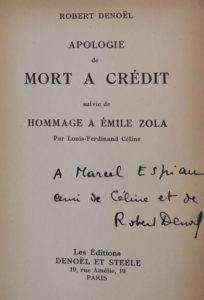 ROBERT DENOËL
APOLOGIE
de
MORT A CRÉDIT
suivie de
HOMMAGE A ÉMILE ZOLA
Par Louis-Ferdinand Céline
A Marcel Espiau
ami de Céline et de
Robert Denoël
Les Éditions
DENOËL ET STEELE
19, rue Amélie, 19
PARIS